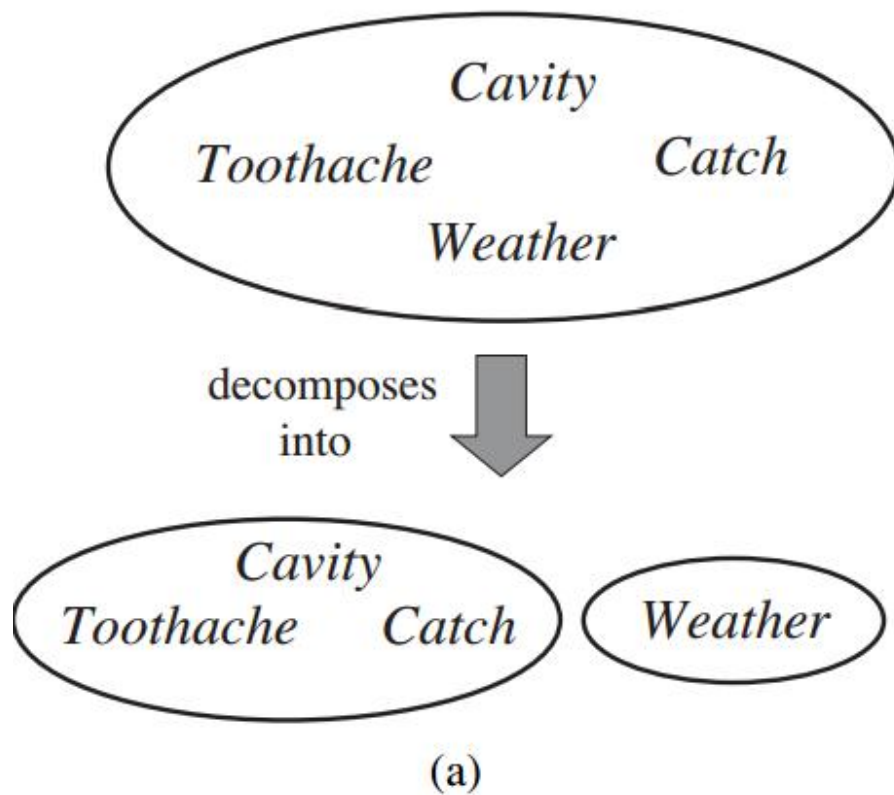 Cavity
Toothache Catch
Weather
decomposes
into
Cavity
Toothache Catch Weather
(a)